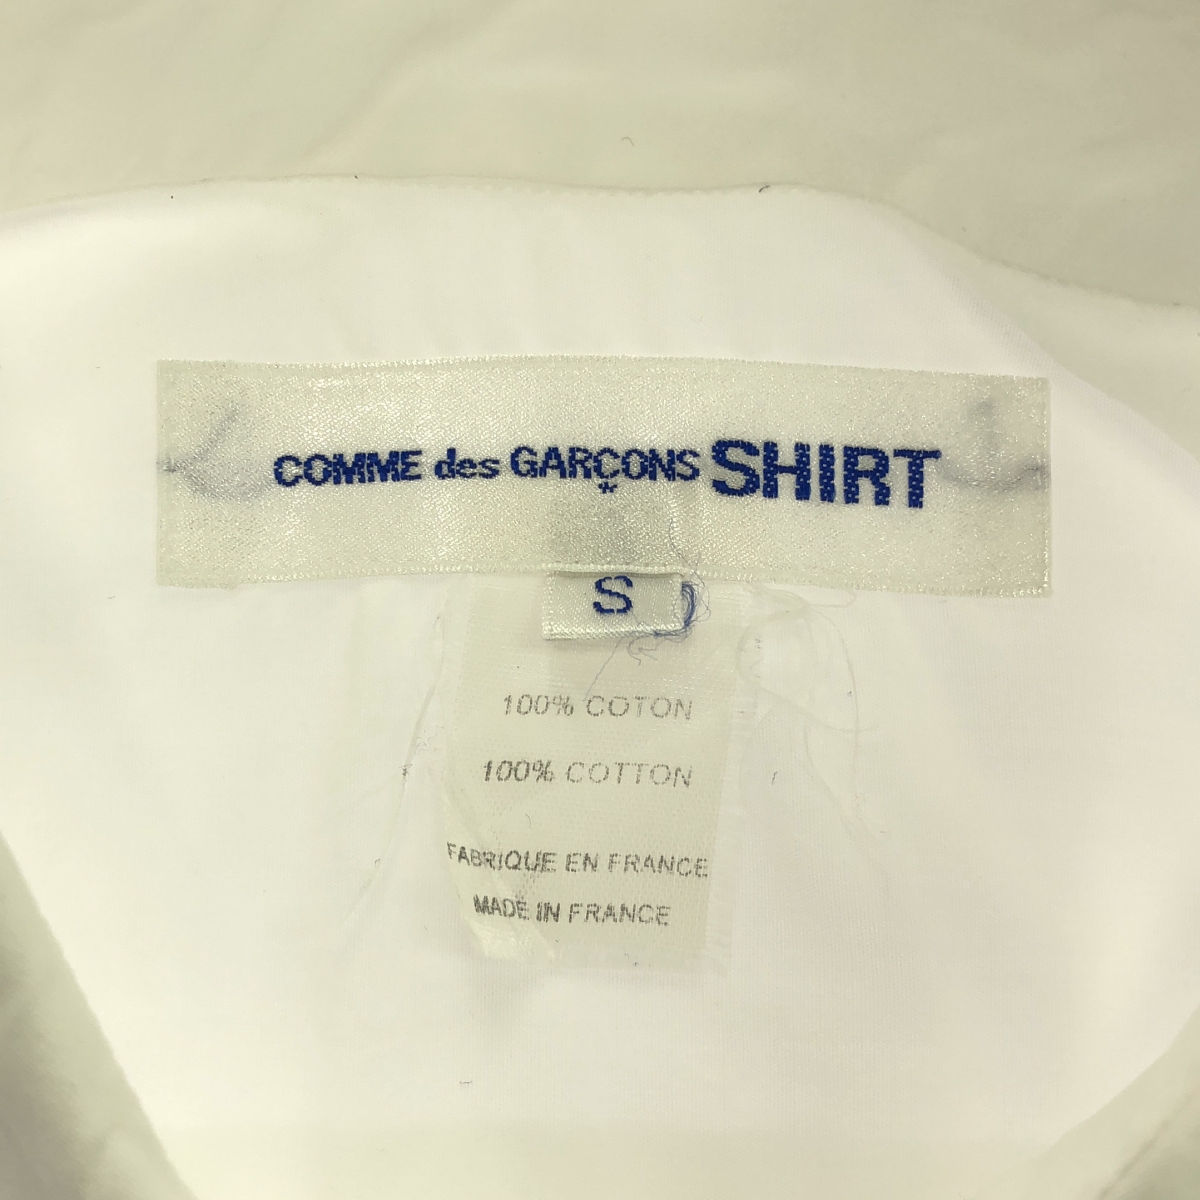 COMME des GARÇONS SHIRT
*
S
100% COTON
100% COTTON
FABRIQUE EN FRANCE
MADE IN FRANCE